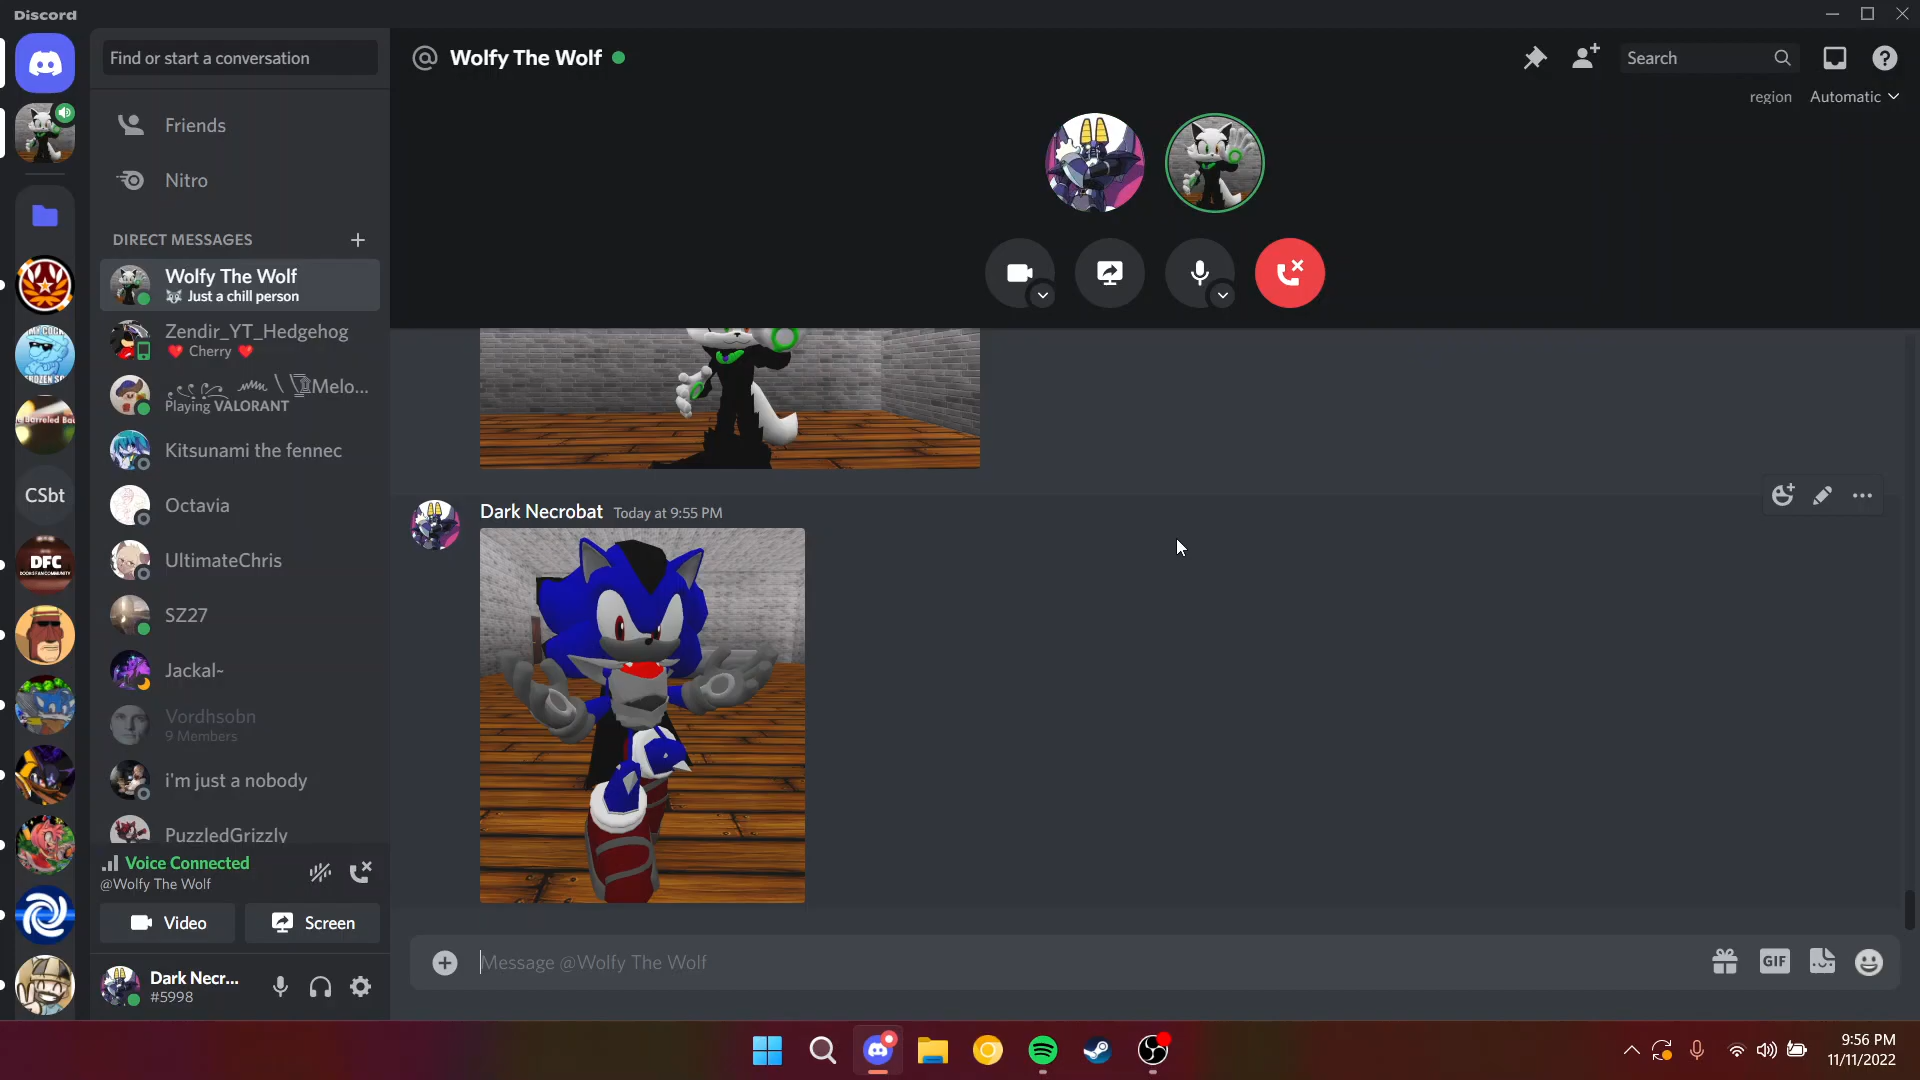 Discord
Find or start a conversation
Friends
Nitro
DIRECT MESSAGES
Wolfy The Wolf
Just a chill person
Zendir_YT_Hedgehog
Cherry
Melo...
Playing VALORANT
Kitsunami the fennec
Octavia
UltimateChris
SZ27
Jackal~
Vordhsobn
9 Members
i'm just a nobody
PuzzledGrizzly
Voice Connected
@Wolfy The Wolf
Video
Screen
Dark Necr...
#5998
CSbt
DFC
Wolfy The Wolf
Search
region
Automatic
Dark Necrobat Today at 9:55 PM
Message @Wolfy The Wolf
GIF
9:56 PM
11/11/2022